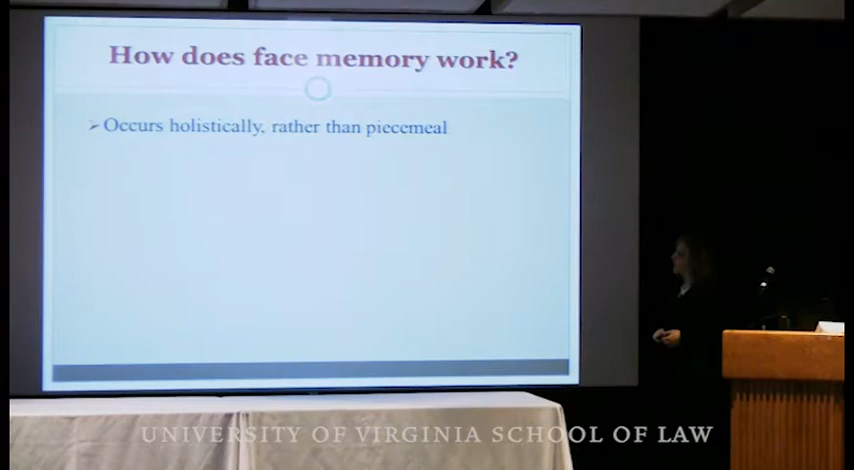 How does face memory work?
➢Occurs holistically, rather than piecemeal
UNIVERSITY OF VIRGINIA SCHOOL OF LAW